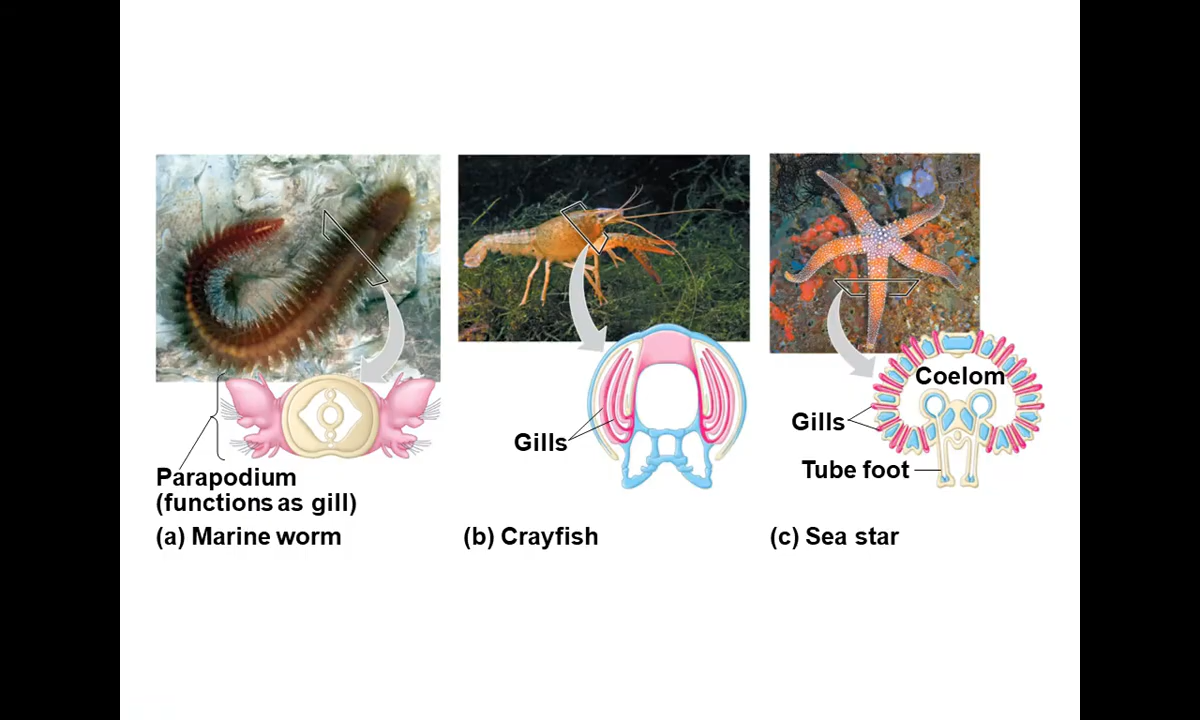 Parapodium
(functions as gill)
(a) Marine worm
Gills
(b) Crayfish
Coelom
Gills
Tube foot
(c) Sea star